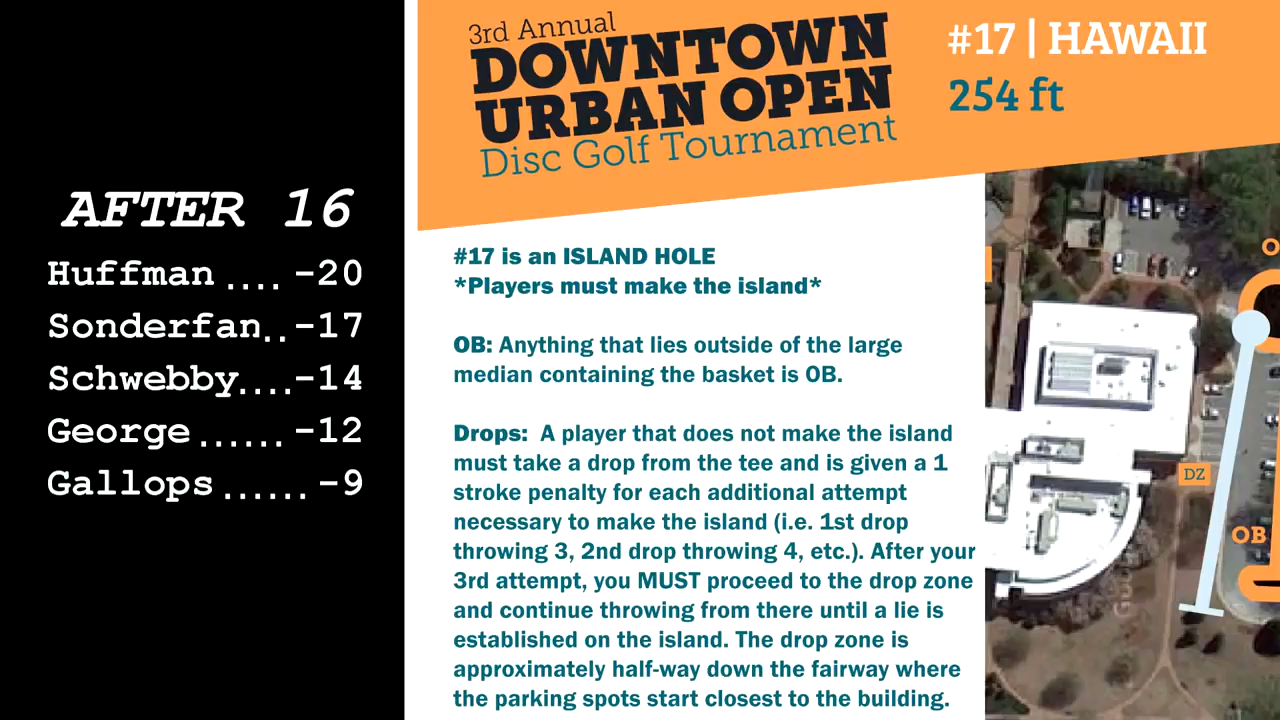 AFTER 16
Huffman .... -20
Sonderfan.. -17
Schwebby.... -14
George ...... -12
Gallops ...... -9
3rd Annual
DOWNTOWN
URBAN OPEN
Disc Golf Tournament
#17 | HAWAII
254 ft
#17 is an ISLAND HOLE
*Players must make the island*
OB: Anything that lies outside of the large
median containing the basket is OB.
Drops: A player that does not make the island
must take a drop from the tee and is given a 1
stroke penalty for each additional attempt
necessary to make the island (i.e. 1st drop
throwing 3, 2nd drop throwing 4, etc.). After your
3rd attempt, you MUST proceed to the drop zone
and continue throwing from there until a lie is
established on the island. The drop zone is
approximately half-way down the fairway where
the parking spots start closest to the building.
DZ
OB